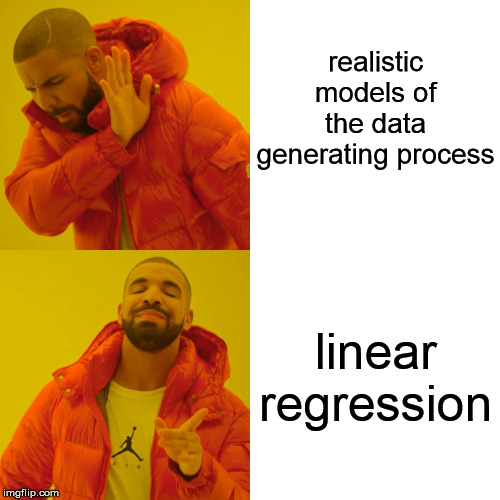 realistic
models of
the data
generating process
linear
regression
imgflip.com